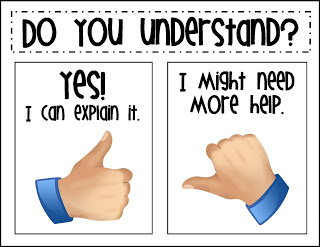 Do You Understand?
Yes!
I can explain it.
I Might need
More help.